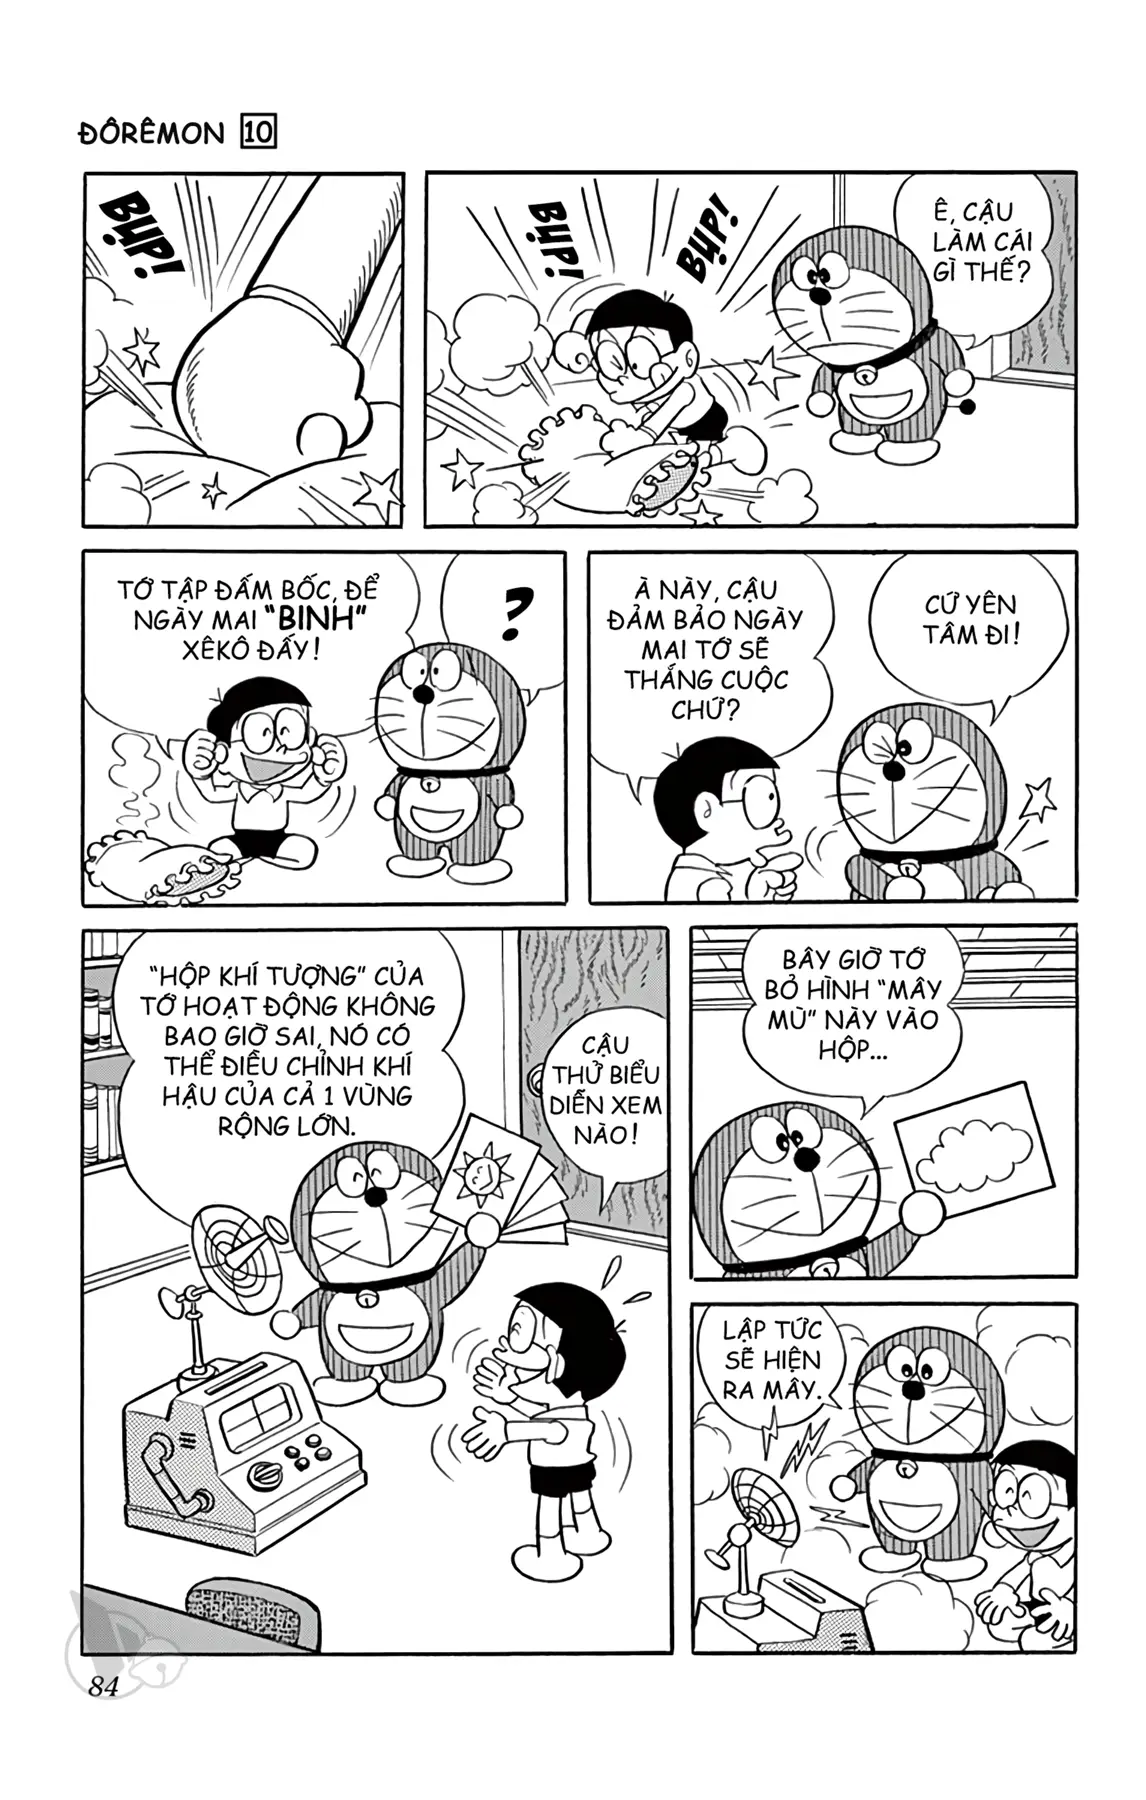 ĐÔRÊMON 10
BỤP!
BỤP!
BỤP!
Ê, CẬU
LÀM CÁI
GÌ THẾ?
TỚ TẬP ĐẤM BỐC, ĐỂ
NGÀY MAI "BINH"
XÊKÔ ĐẤY!
?
À NÀY, CẬU
ĐẢM BẢO NGÀY
MAI TỚ SẼ
THẮNG CUỘC
CHỨ?
CỨ YÊN
TÂM ĐI!
"HỘP KHÍ TƯỢNG" CỦA
TỚ HOẠT ĐỘNG KHÔNG
BAO GIỜ SAI, NÓ CÓ
THỂ ĐIỀU CHỈNH KHÍ
HẬU CỦA CẢ 1 VÙNG
RỘNG LỚN.
CẬU
THỬ BIỂU
DIỄN XEM
NÀO!
BÂY GIỜ TỚ
BỎ HÌNH "MÂY
MÙ" NÀY VÀO
HỘP...
LẬP TỨC
SẼ HIỆN
RA MÂY.
84